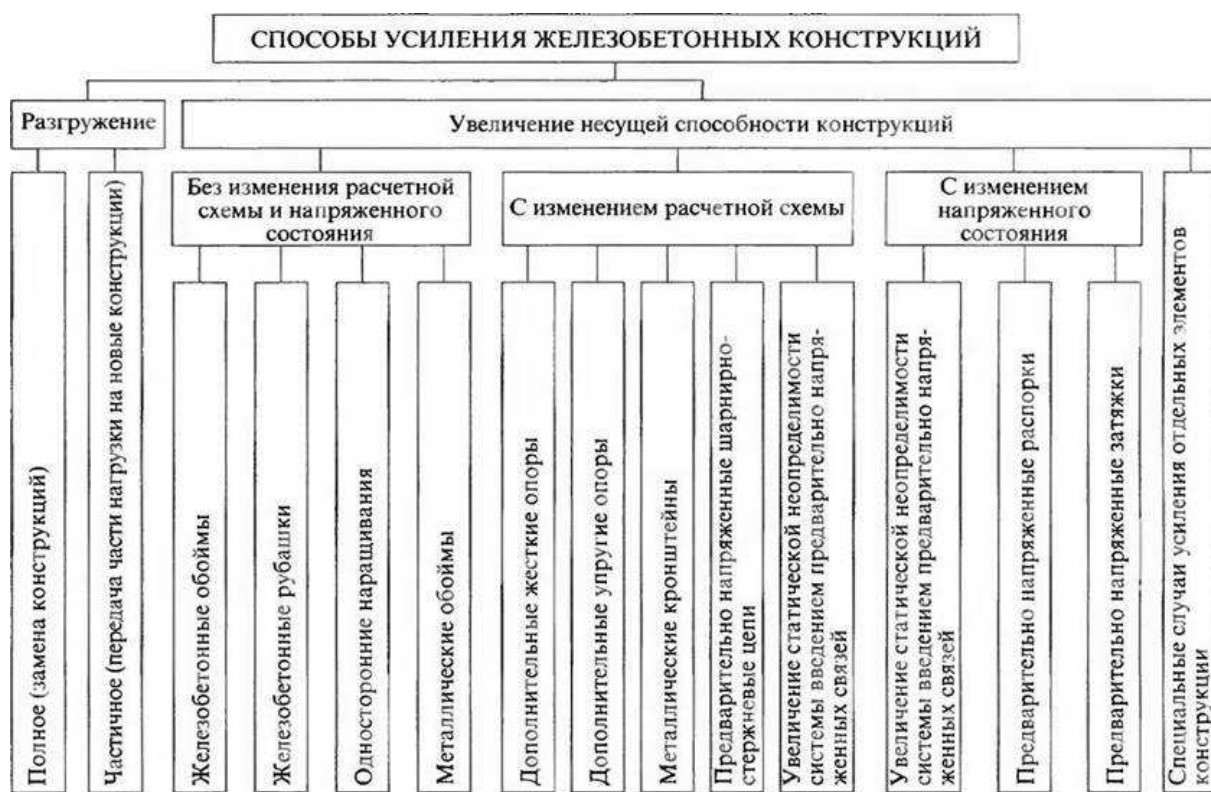 СПОСОБЫ УСИЛЕНИЯ ЖЕЛЕЗОБЕТОННЫХ КОНСТРУКЦИЙ
Разгружение
Увеличение несущей способности конструкций
Без изменения расчетной
схемы и напряженного
состояния
С изменением расчетной схемы
С изменением
напряженного
состояния
Полное (замена конструкций)
Частичное (передача части нагрузки на новые конструкции)
Железобетонные обоймы
Железобетонные рубашки
Односторонние наращивания
Металлические обоймы
Дополнительные жесткие опоры
Дополнительные упругие опоры
Металлические кронштейны
Предварительно напряженные шарнирно-
стержневые цепи
Увеличение статической неопределимости
системы введением предварительно напря-
женных связей
Увеличение статической неопределимости
системы введением предварительно напря-
женных связей
Предварительно напряженные распорки
Предварительно напряженные затяжки
Специальные случаи усиления отдельных элементов
конструкции